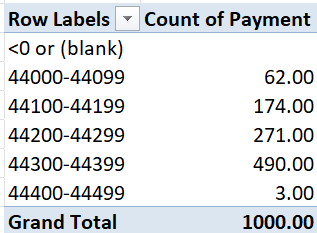 Row Labels Count of Payment
<0 or (blank)
44000-44099 62.00
44100-44199 174.00
44200-44299 271.00
44300-44399 490.00
44400-44499 3.00
Grand Total 1000.00